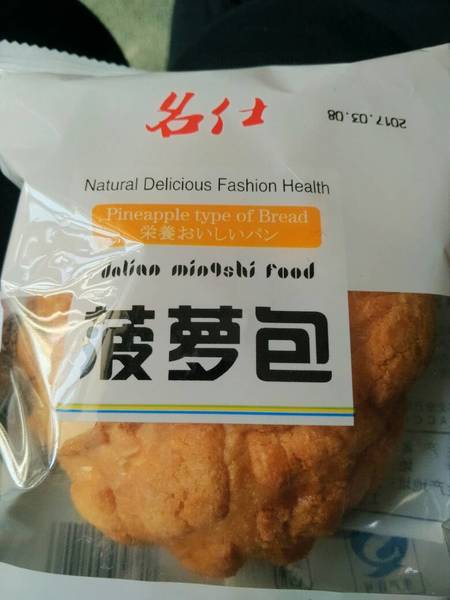 名仕
2017.03.08
Natural Delicious Fashion Health
Pineapple type of Bread
栄養おいしいパン
dalian mingshi food
菠萝包